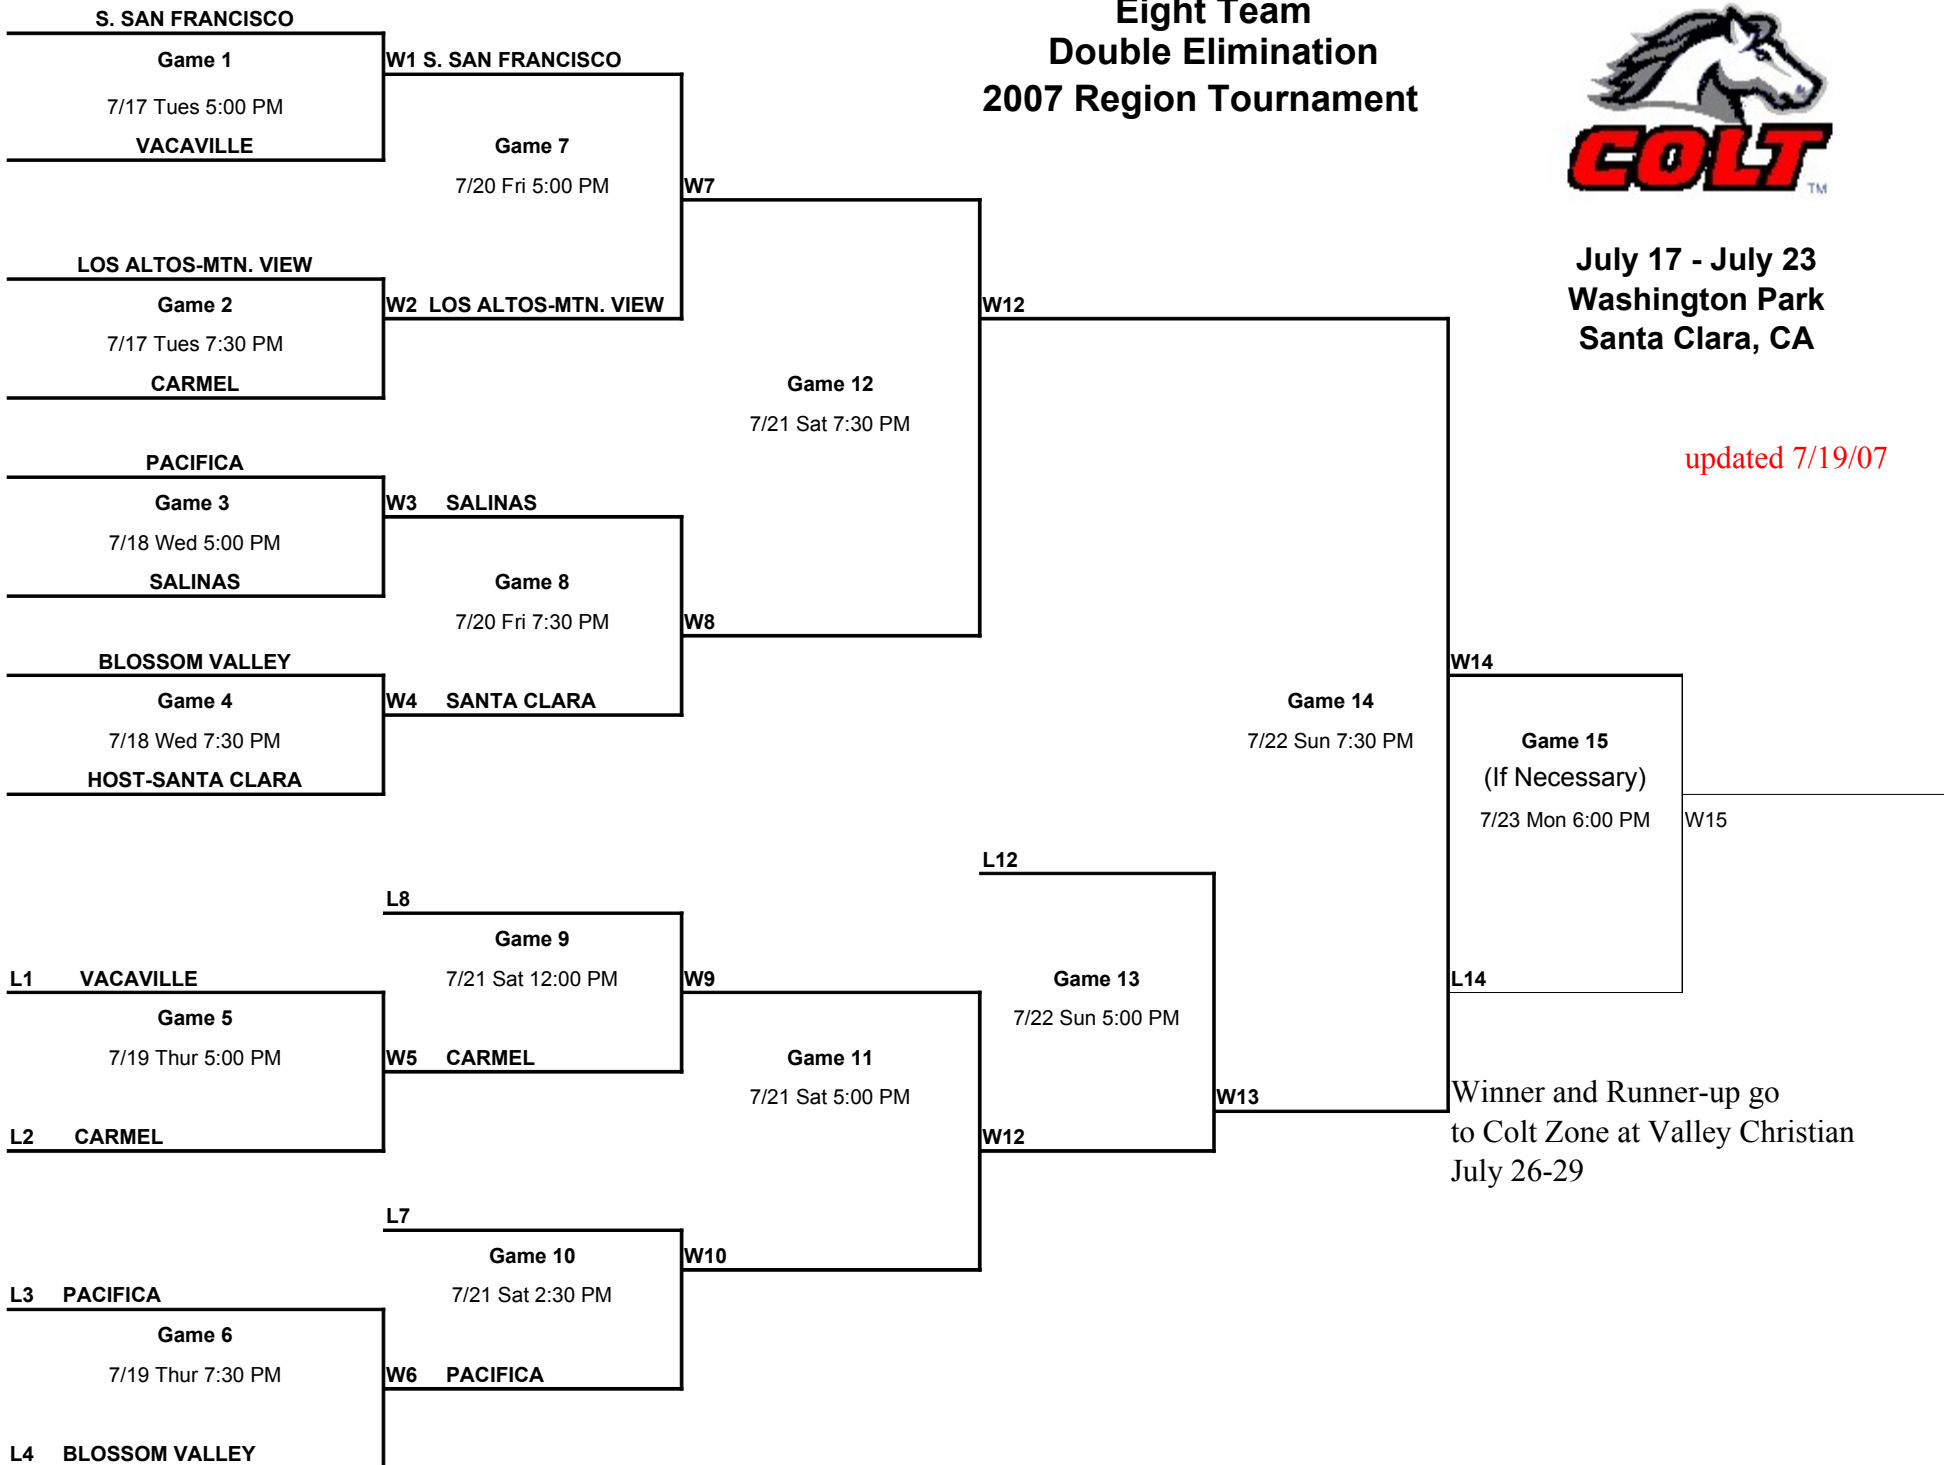 Eight Team
Double Elimination
2007 Region Tournament
COLT
TM
July 17 - July 23
Washington Park
Santa Clara, CA
updated 7/19/07
S. SAN FRANCISCO
Game 1
7/17 Tues 5:00 PM
VACAVILLE
W1 S. SAN FRANCISCO
Game 7
7/20 Fri 5:00 PM
W7
LOS ALTOS-MTN. VIEW
Game 2
7/17 Tues 7:30 PM
CARMEL
W2 LOS ALTOS-MTN. VIEW
W12
Game 12
7/21 Sat 7:30 PM
PACIFICA
Game 3
7/18 Wed 5:00 PM
SALINAS
W3 SALINAS
Game 8
7/20 Fri 7:30 PM
W8
BLOSSOM VALLEY
Game 4
7/18 Wed 7:30 PM
HOST-SANTA CLARA
W4 SANTA CLARA
Game 14
7/22 Sun 7:30 PM
W14
Game 15
(If Necessary)
7/23 Mon 6:00 PM
W15
L14
L12
L8
Game 9
7/21 Sat 12:00 PM
W9
L1 VACAVILLE
Game 5
7/19 Thur 5:00 PM
W5 CARMEL
L2 CARMEL
Game 11
7/21 Sat 5:00 PM
Game 13
7/22 Sun 5:00 PM
W13
W12
Winner and Runner-up go
to Colt Zone at Valley Christian
July 26-29
L7
Game 10
7/21 Sat 2:30 PM
W10
L3 PACIFICA
Game 6
7/19 Thur 7:30 PM
W6 PACIFICA
L4 BLOSSOM VALLEY